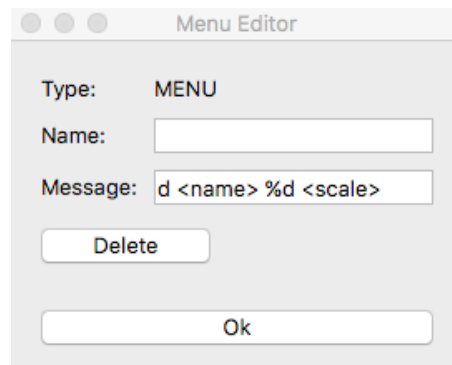 Menu Editor
Type: MENU
Name:
Message: d <name> %d <scale>
Delete
Ok